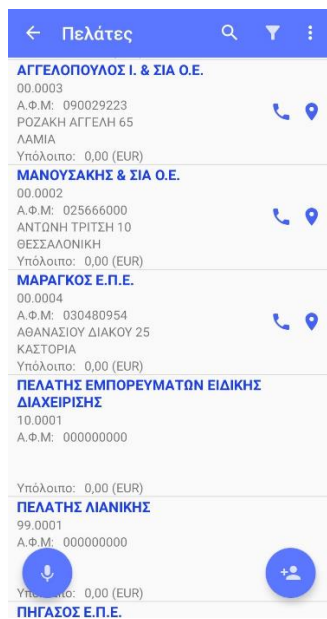 Πελάτες
ΑΓΓΕΛΟΠΟΥΛΟΣ Ι. & ΣΙΑ Ο.Ε.
00.0003
Α.Φ.Μ: 090029223
ΡΟΖΑΚΗ ΑΓΓΕΛΗ 65
ΛΑΜΙΑ
Υπόλοιπο: 0,00 (EUR)
ΜΑΝΟΥΣΑΚΗΣ & ΣΙΑ Ο.Ε.
00.0002
Α.Φ.Μ: 025666000
ΑΝΤΩΝΗ ΤΡΙΤΣΗ 10
ΘΕΣΣΑΛΟΝΙΚΗ
Υπόλοιπο: 0,00 (EUR)
ΜΑΡΑΓΚΟΣ Ε.Π.Ε.
00.0004
Α.Φ.Μ: 030480954
ΑΘΑΝΑΣΙΟΥ ΔΙΑΚΟΥ 25
ΚΑΣΤΟΡΙΑ
Υπόλοιπο: 0,00 (EUR)
ΠΕΛΑΤΗΣ ΕΜΠΟΡΕΥΜΑΤΩΝ ΕΙΔΙΚΗΣ
ΔΙΑΧΕΙΡΙΣΗΣ
10.0001
Α.Φ.Μ: 000000000
Υπόλοιπο: 0,00 (EUR)
ΠΕΛΑΤΗΣ ΛΙΑΝΙΚΗΣ
99.0001
Α.Φ.Μ: 000000000
0,00 (EUR)
ΠΗΓΑΣΟΣ Ε.Π.Ε.